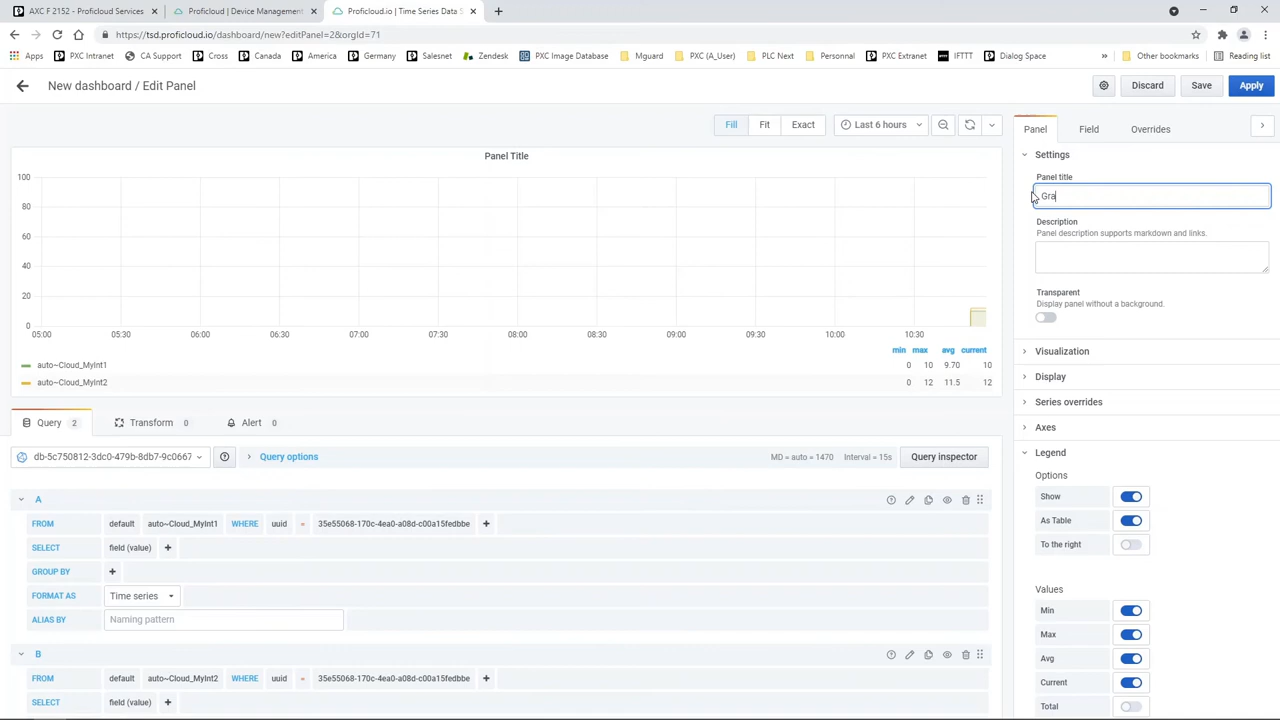 AXC F 2152 - Proficloud Services
Proficloud | Device Management
Proficloud.io | Time Series Data S
https://tsd.proficloud.io/dashboard/new?editPanel=2&orgId=71
Apps PXC Intranet CA Support Cross Canada America Germany Salesnet Zendesk PXC Image Database Mguard PXC (A_User) PLC Next Personnal PXC Extranet IFTTT Dialog Space » Other bookmarks Reading list
New dashboard / Edit Panel
Discard Save Apply
Fill Fit Exact Last 6 hours
Panel Title
100
80
60
40
20
0
05:00 05:30 06:00 06:30 07:00 07:30 08:00 08:30 09:00 09:30 10:00 10:30
min max avg current
auto~Cloud_MyInt1 0 10 9.70 10
auto~Cloud_MyInt2 0 12 11.5 12
Query 2 Transform 0 Alert 0
db-5c750812-3dc0-479b-8db7-9c0667 Query options MD = auto = 1470 Interval = 15s Query inspector
A
FROM default auto~Cloud_MyInt1 WHERE uuid = 35e55068-170c-4ea0-a08d-c00a15fedbbe +
SELECT field (value) +
GROUP BY +
FORMAT AS Time series
ALIAS BY Naming pattern
B
FROM default auto~Cloud_MyInt2 WHERE uuid = 35e55068-170c-4ea0-a08d-c00a15fedbbe +
SELECT field (value) +
Panel Field Overrides
Settings
Panel title
Gra
Description
Panel description supports markdown and links.
Transparent
Display panel without a background.
Visualization
Display
Series overrides
Axes
Legend
Options
Show
As Table
To the right
Values
Min
Max
Avg
Current
Total